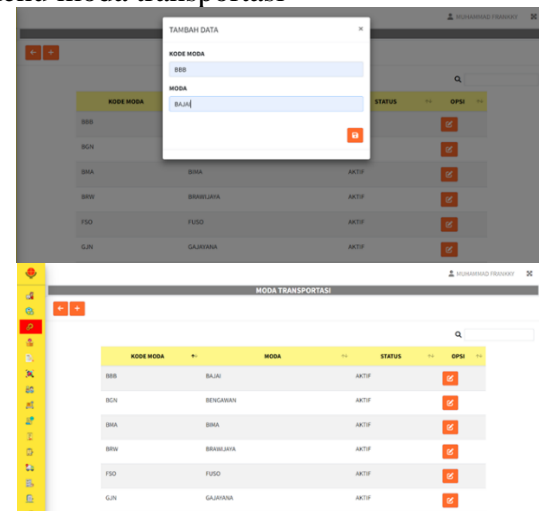 menu moda transportasi
MUHAMMAD FRANAKY
TAMBAH DATA ×
KODE MODA
BBB
MODA
BAJAI
KODE MODA STATUS OPSI
BBB
BGN
BMA BIMA AKTIF
BRW BRAWIJAYA AKTIF
FSO FUSO AKTIF
GJN GAJAYANA AKTIF
MUHAMMAD FRANAKY
MODA TRANSPORTASI
KODE MODA MODA STATUS OPSI
BBB BAJAI AKTIF
BGN BENGAWAN AKTIF
BMA BIMA AKTIF
BRW BRAWIJAYA AKTIF
FSO FUSO AKTIF
GJN GAJAYANA AKTIF